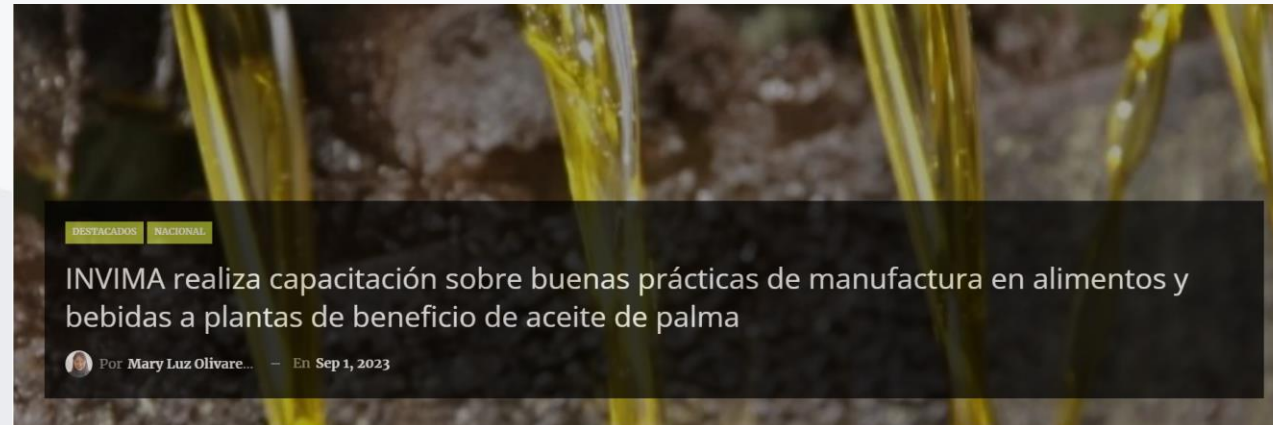 DESTACADOS NACIONAL
INVIMA realiza capacitación sobre buenas prácticas de manufactura en alimentos y
bebidas a plantas de beneficio de aceite de palma
Por Mary Luz Olivare... – En Sep 1, 2023